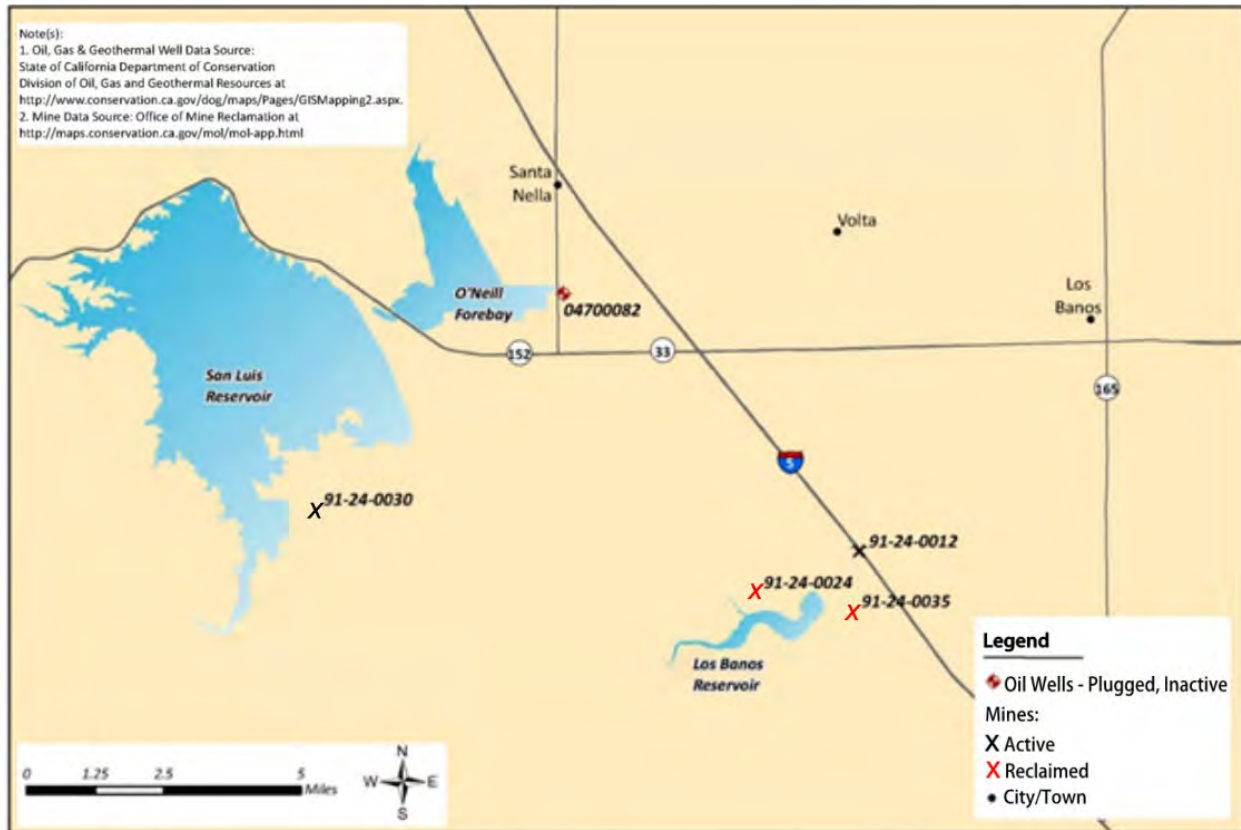 Note(s):
1. Oil, Gas & Geothermal Well Data Source:
State of California Department of Conservation
Division of Oil, Gas and Geothermal Resources at
http://www.conservation.ca.gov/dog/maps/Pages/GISMapping2.aspx.
2. Mine Data Source: Office of Mine Reclamation at
http://maps.conservation.ca.gov/mol/mol-app.html
Santa
Nella
Volta
O'Neill
Forebay
04700082
Los
Banos
152
33
San Luis
Reservoir
165
5
X 91-24-0030
X 91-24-0012
X 91-24-0024
X 91-24-0035
Los Banos
Reservoir
Legend
Oil Wells - Plugged, Inactive
Mines:
X Active
X Reclaimed
City/Town
0 1.25 2.5 5
Miles
N
W E
S